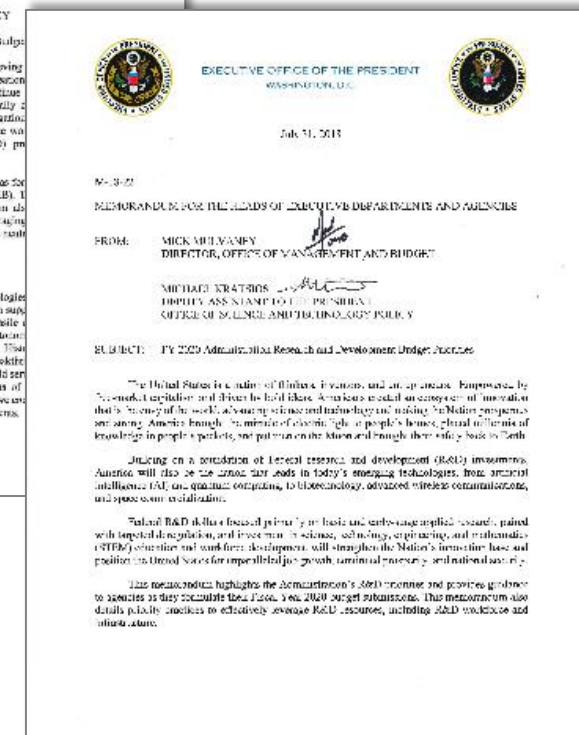 EXECUTIVE OFFICE OF THE PRESIDENT
WASHINGTON, D.C.
July 31, 2018
M-18-22
MEMORANDUM FOR THE HEADS OF EXECUTIVE DEPARTMENTS AND AGENCIES
FROM: MICK MULVANEY
DIRECTOR, OFFICE OF MANAGEMENT AND BUDGET
MICHAEL KRATSIOS
DEPUTY ASSISTANT TO THE PRESIDENT
OFFICE OF SCIENCE AND TECHNOLOGY POLICY
SUBJECT: FY 2020 Administration Research and Development Budget Priorities
The United States is a nation of thinkers, inventors, and entrepreneurs. Empowered by
free-market capitalism and driven by bold ideas, America created an ecosystem of innovation
that is the envy of the world, advancing science and technology and making the Nation prosperous
and strong. America brought the miracle of electric light to people's homes, placed millennia of
knowledge in people's pockets, and put men on the Moon and brought them safely back to Earth.
Building on a foundation of Federal research and development (R&D) investments,
America will also be the nation that leads in today's emerging technologies, from artificial
intelligence (AI) and quantum computing, to biotechnology, advanced wireless communications,
and space commercialization.
Federal R&D dollars focused primarily on basic and early-stage applied research, paired
with targeted deregulation, and investment in science, technology, engineering, and mathematics
(STEM) education and workforce development, will strengthen the Nation's innovation base and
position the United States for unparalleled job growth, continued prosperity, and national security.
This memorandum highlights the Administration's R&D priorities and provides guidance
to agencies as they formulate their Fiscal Year 2020 budget submissions. This memorandum also
details priority practices to effectively leverage R&D resources, including R&D workforce and
infrastructure.